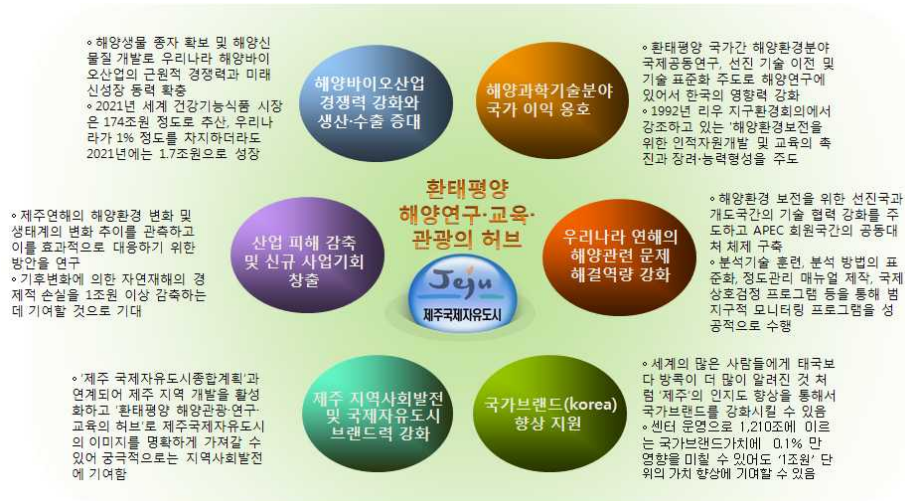 ◦ 해양생물 종자 확보 및 해양신
물질 개발로 우리나라 해양바이
오산업의 근원적 경쟁력과 미래
신성장 동력 확충
◦ 2021년 세계 건강기능식품 시장
은 174조원 정도로 추산, 우리나
라가 1% 정도를 차지하더라도
2021년에는 1.7조원으로 성장
해양바이오산업
경쟁력 강화와
생산·수출 증대
해양과학기술분야
국가 이익 옹호
◦ 환태평양 국가간 해양환경분야
국제공동연구, 선진 기술 이전 및
기술 표준화 주도로 해양연구에
있어서 한국의 영향력 강화
◦ 1992년 리우 지구환경회의에서
강조하고 있는 '해양환경보전을
위한 인적자원개발 및 교육의 촉
진과 장려·능력형성을 주도
환태평양
해양연구·교육·
관광의 허브
Jeju
제주국제자유도시
◦ 제주연해의 해양환경 변화 및
생태계의 변화 추이를 관측하고
이를 효과적으로 대응하기 위한
방안을 연구
◦ 기후변화에 의한 자연재해의 경
제적 손실을 1조원 이상 감축하는
데 기여할 것으로 기대
산업 피해 감축
및 신규 사업기회
창출
우리나라 연해의
해양관련 문제
해결역량 강화
◦ 해양환경 보전을 위한 선진국과
개도국간의 기술 협력 강화를 주
도하고 APEC 회원국간의 공동대
처 체제 구축
◦ 분석기술 훈련, 분석 방법의 표
준화, 정도관리 매뉴얼 제작, 국제
상호검정 프로그램 등을 통해 범
지구적 모니터링 프로그램을 성
공적으로 수행
◦ '제주 국제자유도시종합계획'과
연계되어 제주 지역 개발을 활성
화하고 '환태평양 해양관광·연구·
교육의 허브'로 제주국제자유도시
의 이미지를 명확하게 가져갈 수
있어 궁극적으로는 지역사회발전
에 기여함
제주 지역사회발전
및 국제자유도시
브랜드력 강화
국가브랜드(korea)
향상 지원
◦ 세계의 많은 사람들에게 태국보
다 방콕이 더 많이 알려진 것 처
럼 '제주'의 인지도 향상을 통해서
국가브랜드를 강화시킬 수 있음
◦ 센터 운영으로 1,210조에 이르
는 국가브랜드가치에 0.1% 만
영향을 미칠 수 있어도 '1조원' 단
위의 가치 향상에 기여할 수 있음